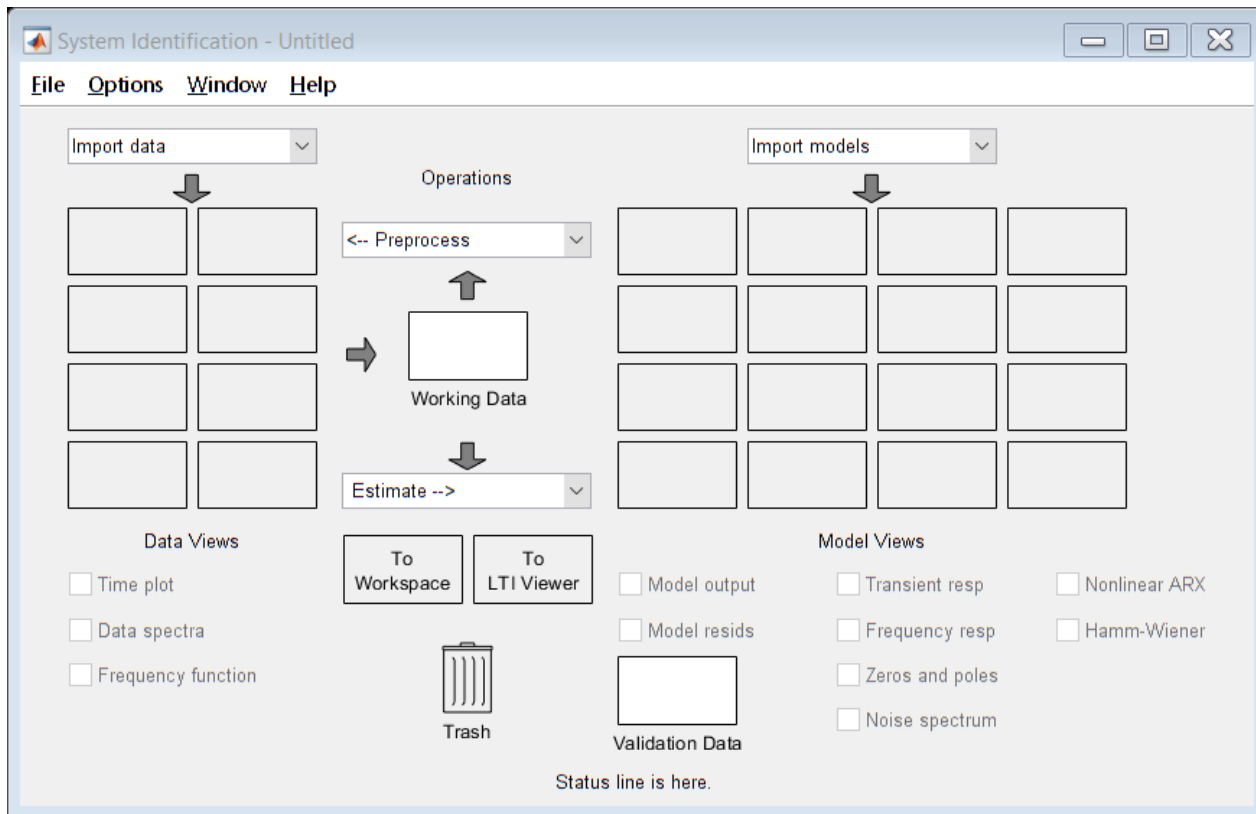 System Identification - Untitled
File Options Window Help
Import data
Import models
Operations
<-- Preprocess
Working Data
Estimate -->
Data Views
Time plot
Data spectra
Frequency function
To
Workspace
To
LTI Viewer
Trash
Model Views
Model output
Model resids
Transient resp
Frequency resp
Zeros and poles
Noise spectrum
Nonlinear ARX
Hamm-Wiener
Validation Data
Status line is here.